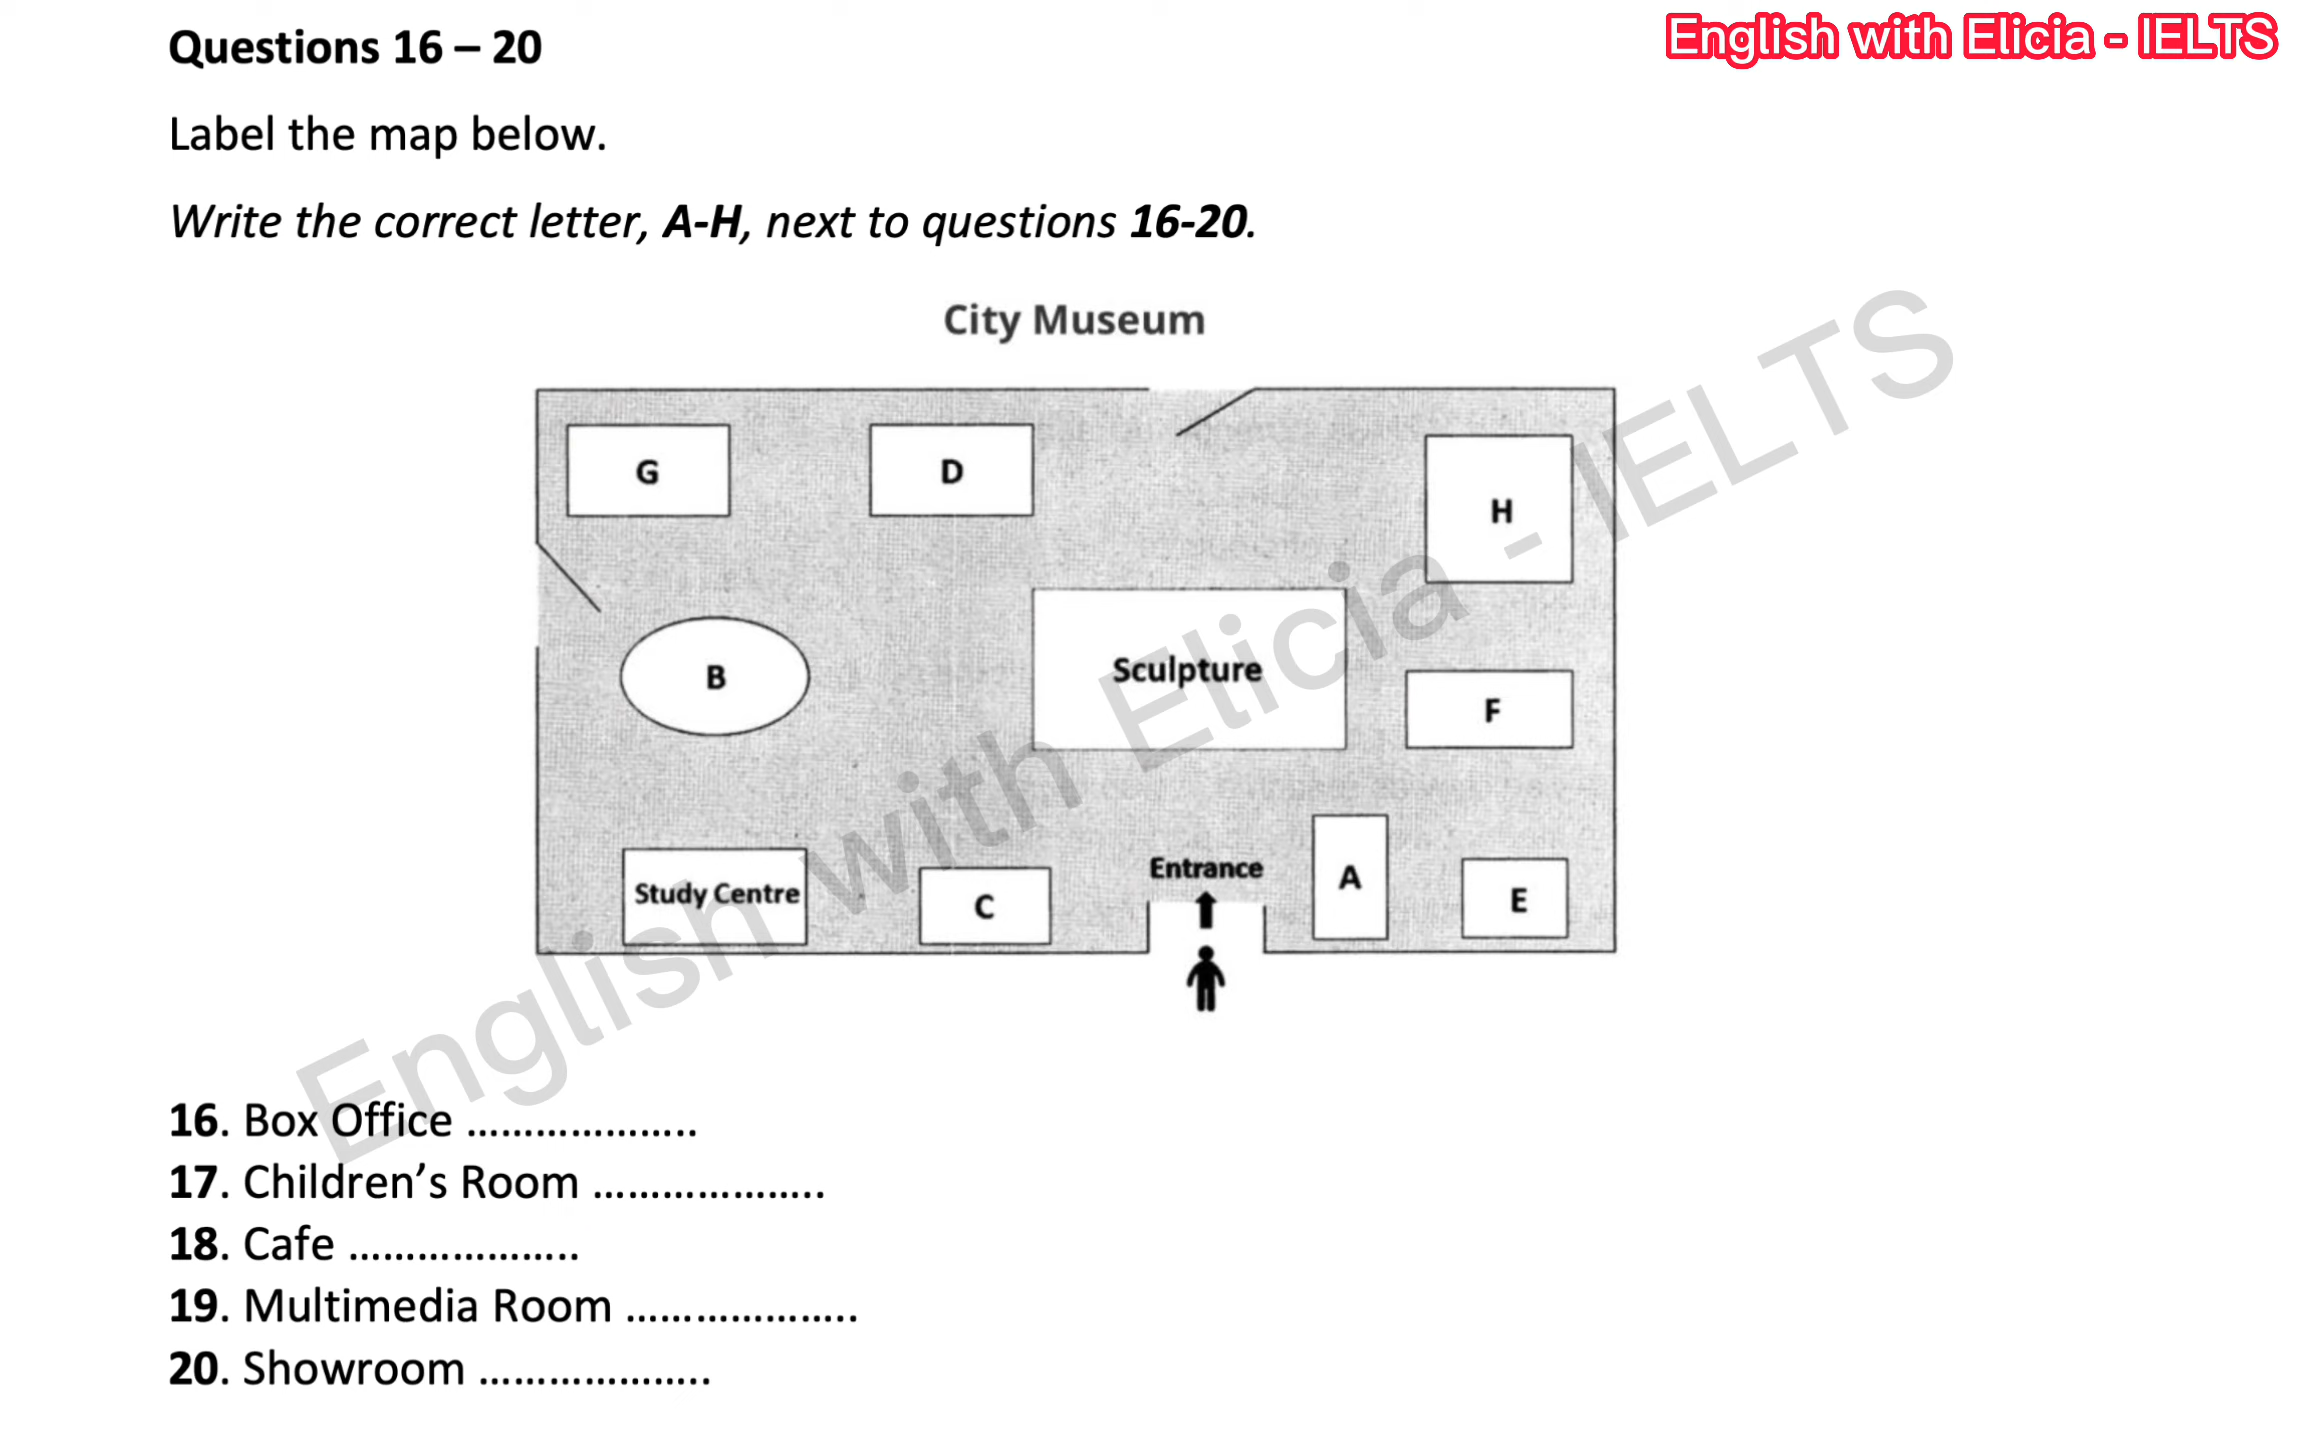 English with Elicia - IELTS
Questions 16 – 20
Label the map below.
Write the correct letter, A-H, next to questions 16-20.
City Museum
G
D
H
B
Sculpture
F
Study Centre
C
Entrance
A
E
English with Elicia - IELTS
16. Box Office ....................
17. Children’s Room ....................
18. Cafe ....................
19. Multimedia Room ....................
20. Showroom ....................